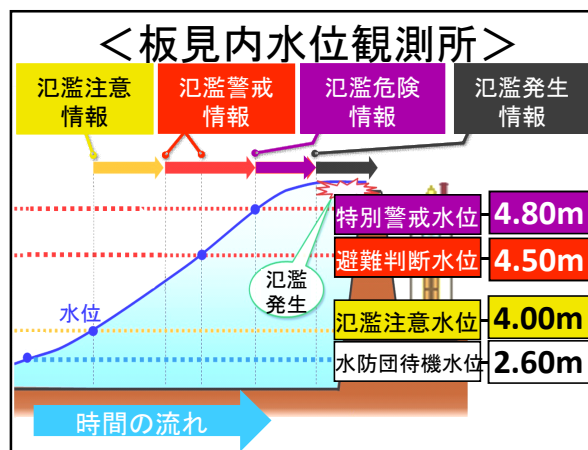 ＜板見内水位観測所＞
氾濫注意
情報
氾濫警戒
情報
氾濫危険
情報
氾濫発生
情報
特別警戒水位
4.80m
避難判断水位
4.50m
氾濫
発生
水位
氾濫注意水位
4.00m
水防団待機水位
2.60m
時間の流れ